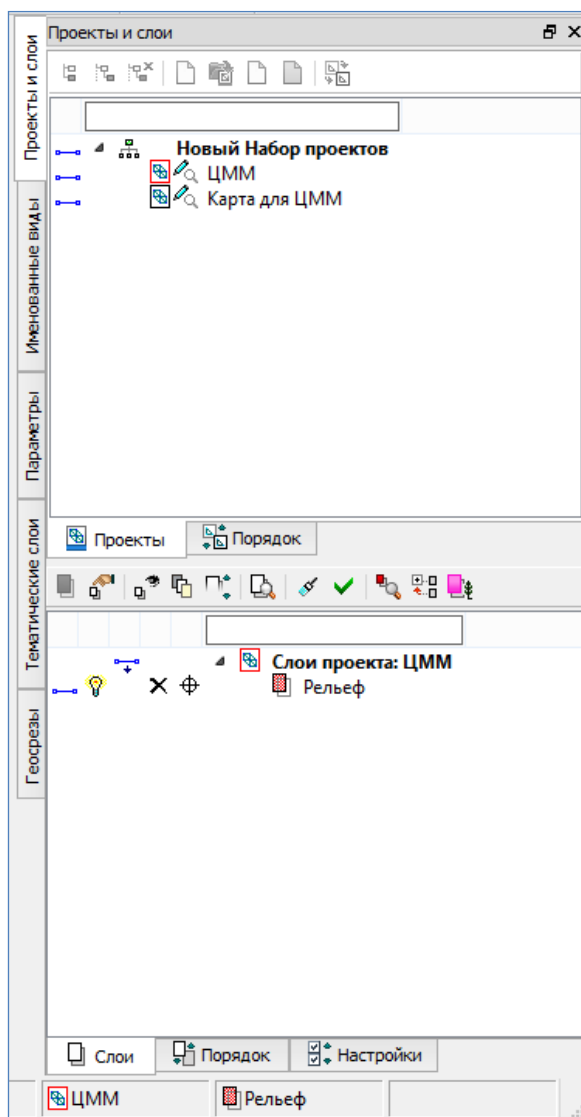 Проекты и слои
Проекты и слои
Именованные виды
Параметры
Тематические слои
Геосрезы
Новый Набор проектов
ЦММ
Карта для ЦММ
Проекты
Порядок
Слои проекта: ЦММ
Рельеф
Слои
Порядок
Настройки
ЦММ
Рельеф